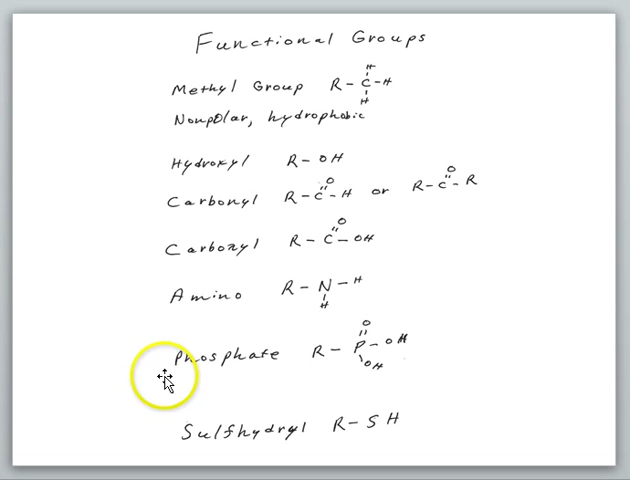 Functional Groups
H
Methyl Group R-C-H
H
Nonpolar, hydrophobic
Hydroxyl R-OH
O O
Carbonyl R-C-H or R-C-R
O
Carboxyl R-C-OH
Amino R-N-H
H
O
Phosphate R-P-OH
OH
Sulfhydryl R-SH